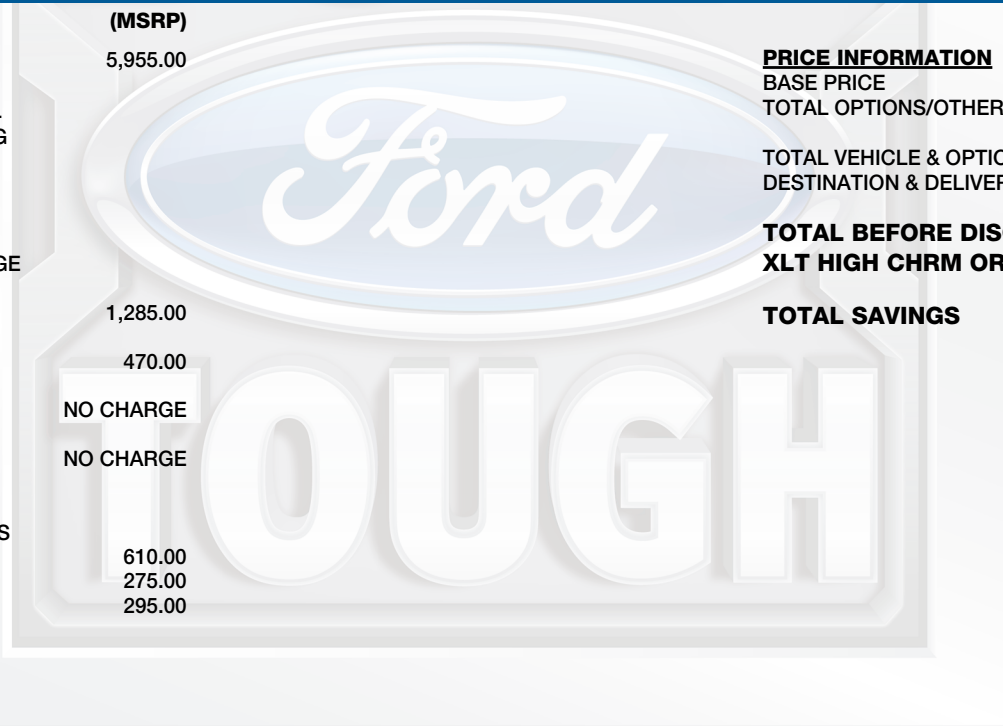 (MSRP)
5,955.00
G
GE
1,285.00
470.00
NO CHARGE
NO CHARGE
S
610.00
275.00
295.00
Ford
TOUGH
PRICE INFORMATION
BASE PRICE
TOTAL OPTIONS/OTHER
TOTAL VEHICLE & OPTIO
DESTINATION & DELIVER
TOTAL BEFORE DIS
XLT HIGH CHRM OR
TOTAL SAVINGS